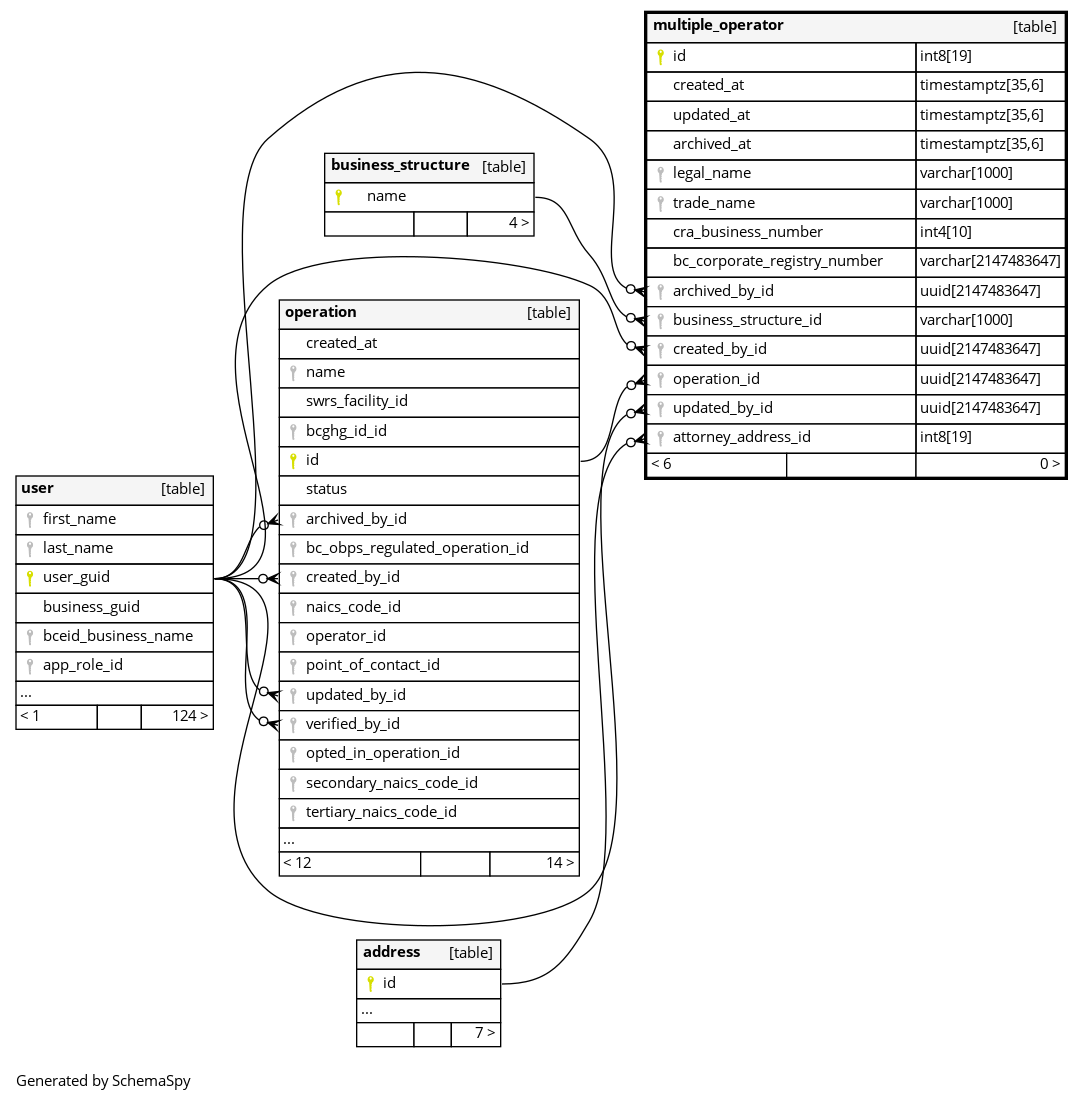 multiple_operator [table]
id int8[19]
created_at timestamptz[35,6]
updated_at timestamptz[35,6]
archived_at timestamptz[35,6]
legal_name varchar[1000]
trade_name varchar[1000]
cra_business_number int4[10]
bc_corporate_registry_number varchar[2147483647]
archived_by_id uuid[2147483647]
business_structure_id varchar[1000]
created_by_id uuid[2147483647]
operation_id uuid[2147483647]
updated_by_id uuid[2147483647]
attorney_address_id int8[19]
< 6 0 >
business_structure [table]
name
4 >
operation [table]
created_at
name
swrs_facility_id
bcghg_id_id
id
status
archived_by_id
bc_obps_regulated_operation_id
created_by_id
naics_code_id
operator_id
point_of_contact_id
updated_by_id
verified_by_id
opted_in_operation_id
secondary_naics_code_id
tertiary_naics_code_id
...
< 12 14 >
user [table]
first_name
last_name
user_guid
business_guid
bceid_business_name
app_role_id
...
< 1 124 >
address [table]
id
...
7 >
Generated by SchemaSpy